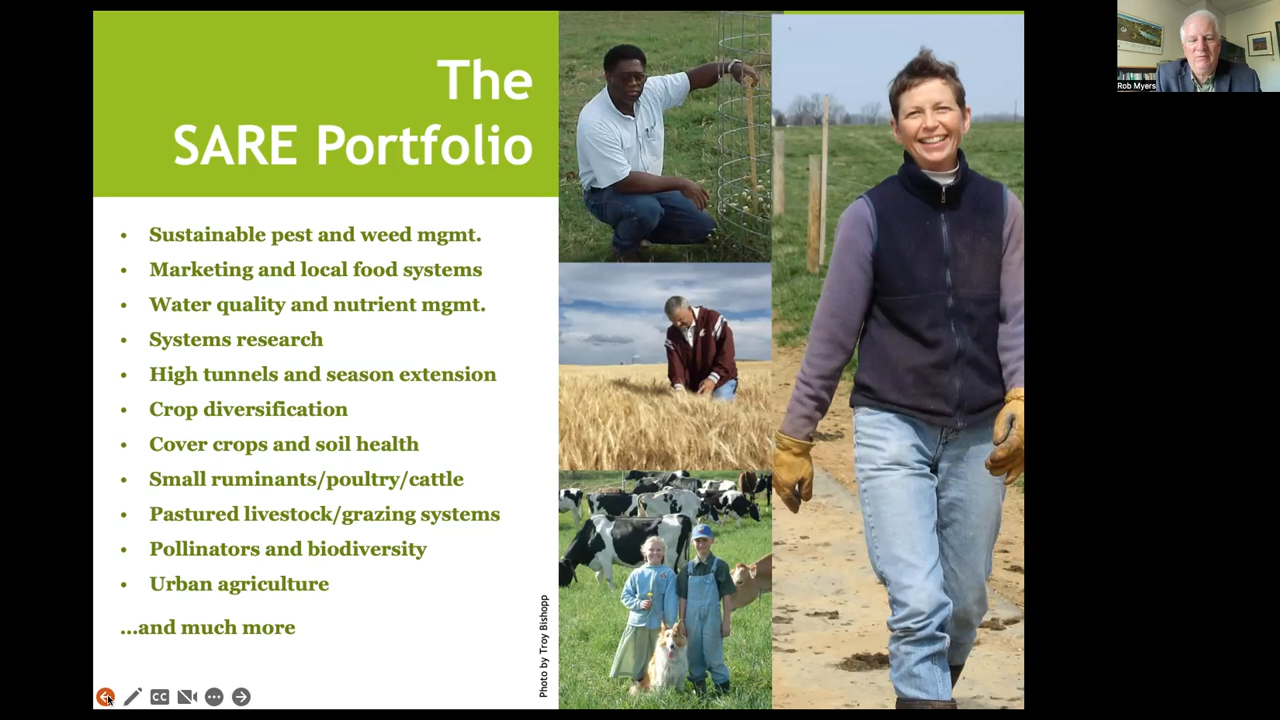 The
SARE Portfolio
• Sustainable pest and weed mgmt.
• Marketing and local food systems
• Water quality and nutrient mgmt.
• Systems research
• High tunnels and season extension
• Crop diversification
• Cover crops and soil health
• Small ruminants/poultry/cattle
• Pastured livestock/grazing systems
• Pollinators and biodiversity
• Urban agriculture
...and much more
Photo by Troy Bishopp
CC
Rob Myers